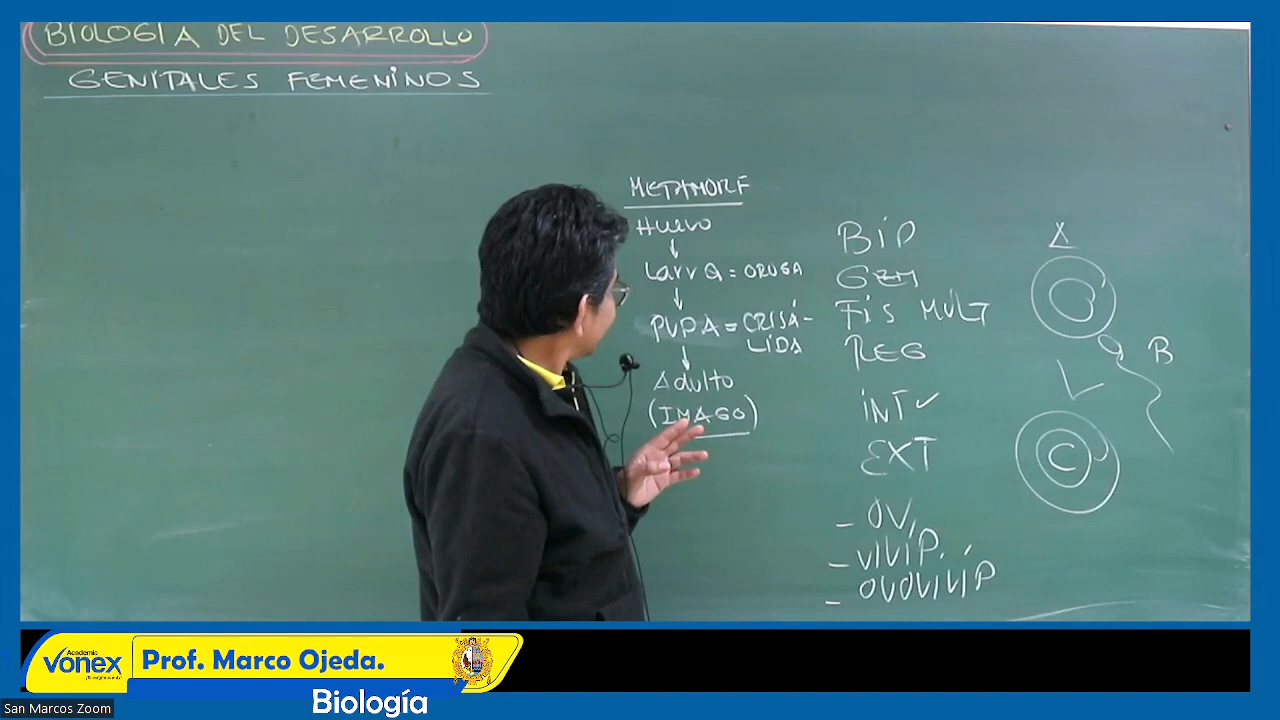 BIOLOGIA DEL DESARROLLO
GENITALES FEMENINOS
METAMORF
HUEVO
↓
LarvA = ORUGA
↓
PUPA = CRISÁ-
LIDA
↓
Adulto
(IMAGO)
BIP
GEM
FIS MÚLT
REG
INT ✓
EXT
- OV.
- VIVIP.
- OVOVIVIP
A
B
C
Academia
vonex
Prof. Marco Ojeda.
Biología
San Marcos Zoom